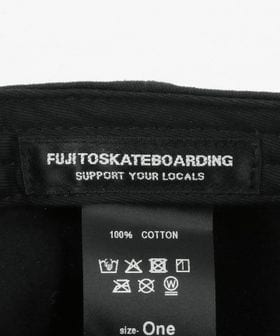 FUJITOSKATEBOARDING
SUPPORT YOUR LOCALS
100% COTTON
size- One